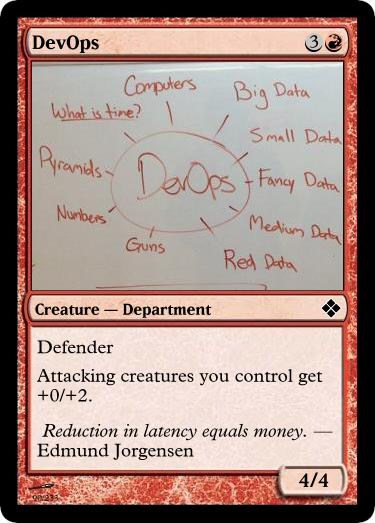 DevOps 3
Computers
Big Data
What is time?
Small Data
Pyramids
DevOps
Fancy Data
Numbers
Medium Data
Guns
Red Data
Creature — Department
Defender
Attacking creatures you control get
+0/+2.
Reduction in latency equals money. —
Edmund Jorgensen
4/4